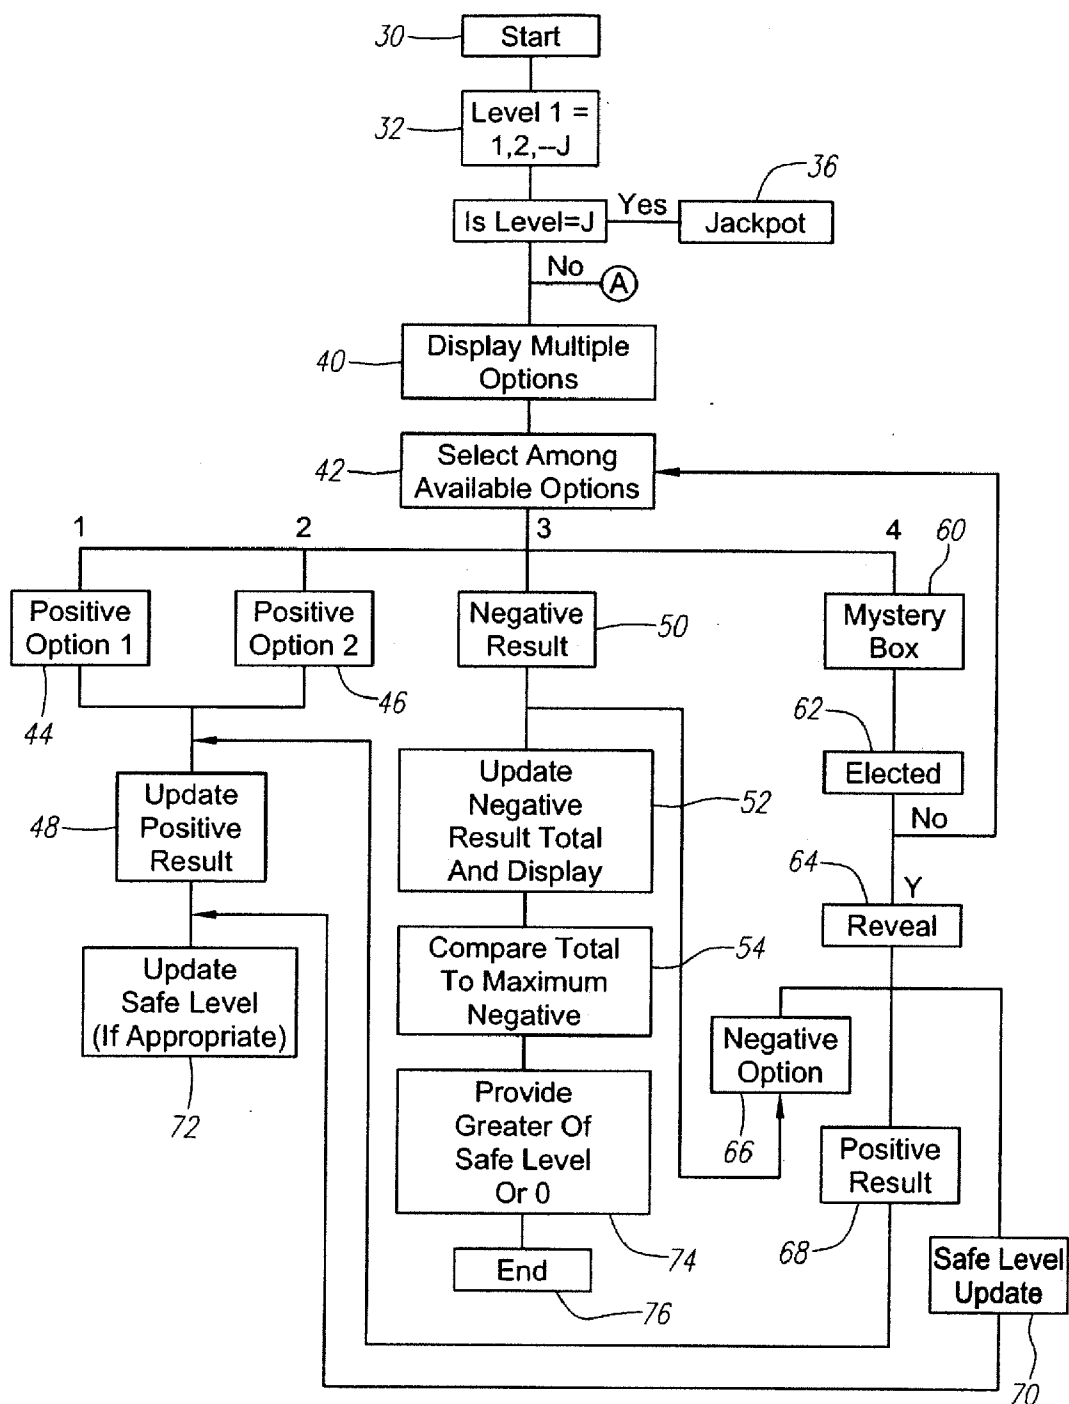 30
Start
32
Level 1 =
1,2,--J
36
Is Level=J
Yes
Jackpot
No
A
40
Display Multiple
Options
42
Select Among
Available Options
1
2
3
4
60
Positive
Option 1
Positive
Option 2
Negative
Result
50
Mystery
Box
44
46
62
Elected
No
48
Update
Positive
Result
Update
Negative
Result Total
And Display
52
64
Y
Reveal
Update
Safe Level
(If Appropriate)
72
Compare Total
To Maximum
Negative
54
Negative
Option
66
Provide
Greater Of
Safe Level
Or 0
74
Positive
Result
68
End
76
Safe Level
Update
70